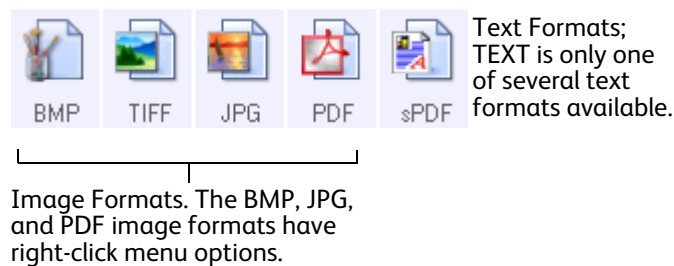 BMP TIFF JPG PDF sPDF
Text Formats;
TEXT is only one
of several text
formats available.
Image Formats. The BMP, JPG,
and PDF image formats have
right-click menu options.